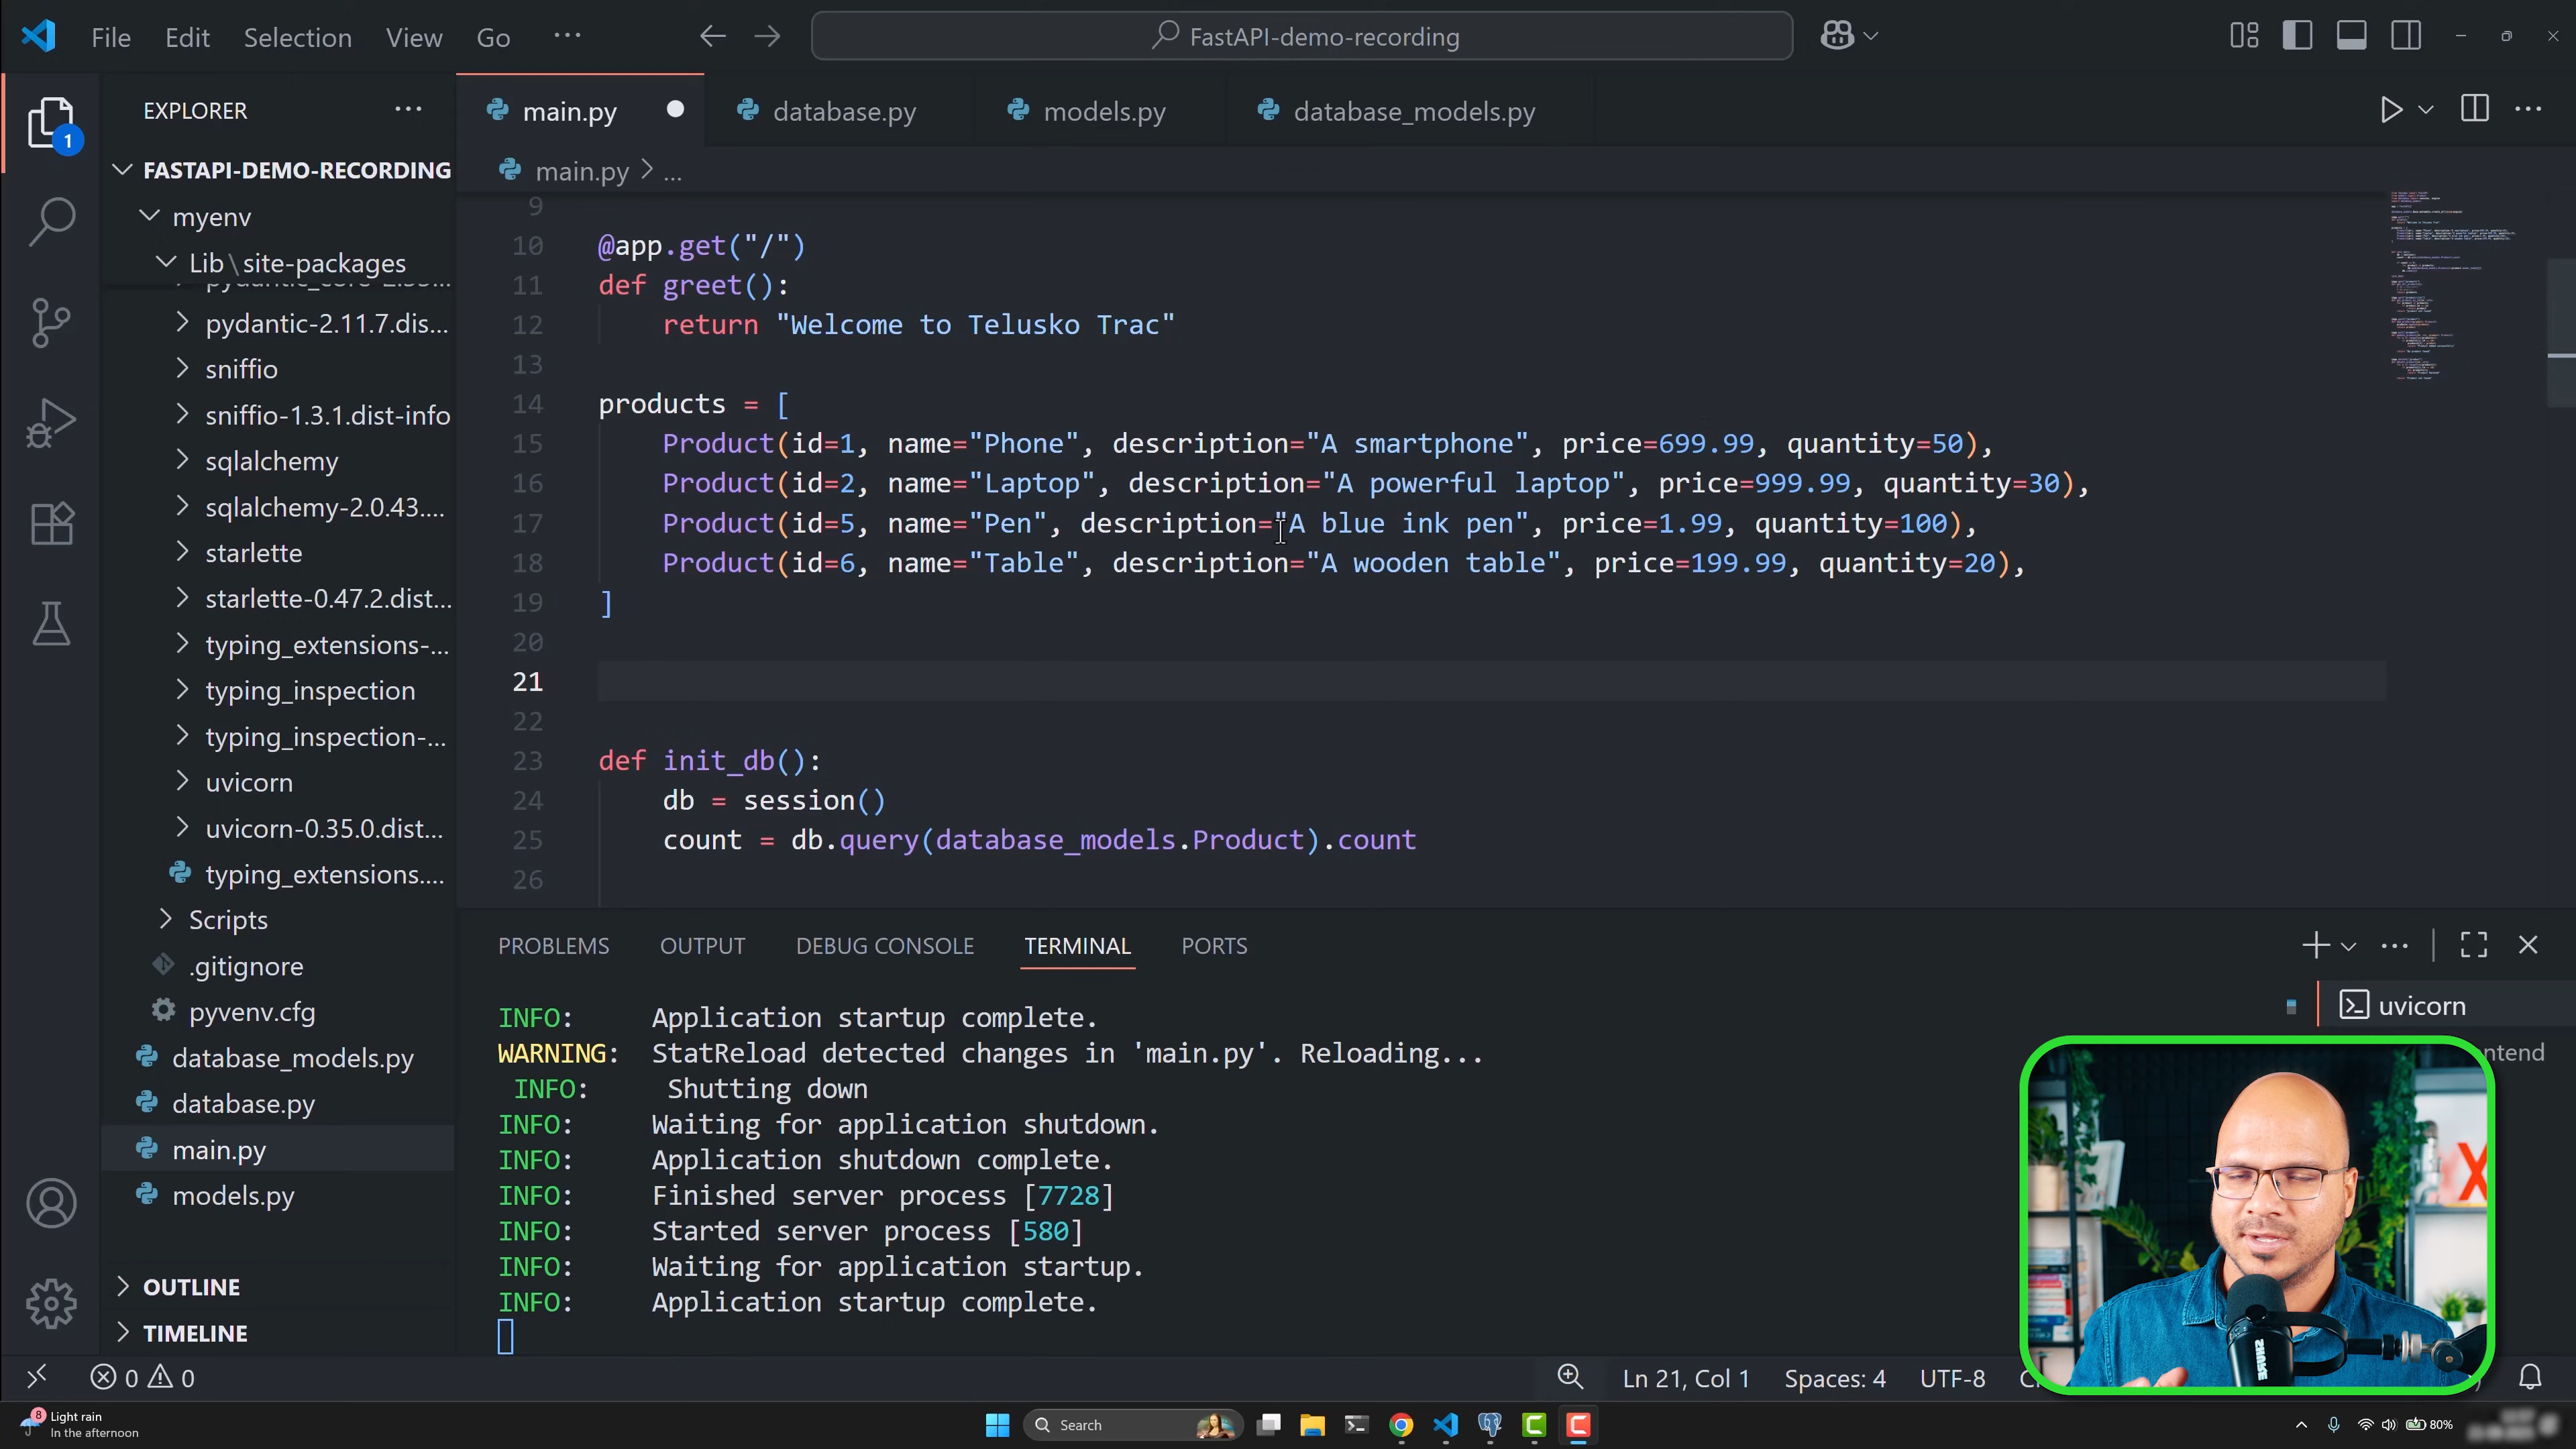 File Edit Selection View Go ··· FastAPI-demo-recording
EXPLORER ···
1
FASTAPI-DEMO-RECORDING
myenv
Lib\site-packages
pydantic-2.11.7.dis...
sniffio
sniffio-1.3.1.dist-info
sqlalchemy
sqlalchemy-2.0.43....
starlette
starlette-0.47.2.dist...
typing_extensions-...
typing_inspection
typing_inspection-...
uvicorn
uvicorn-0.35.0.dist...
typing_extensions....
Scripts
.gitignore
pyvenv.cfg
database_models.py
database.py
main.py
models.py
OUTLINE
TIMELINE
main.py database.py models.py database_models.py
main.py > ...
9
10 @app.get("/")
11 def greet():
12 return "Welcome to Telusko Trac"
13
14 products = [
15 Product(id=1, name="Phone", description="A smartphone", price=699.99, quantity=50),
16 Product(id=2, name="Laptop", description="A powerful laptop", price=999.99, quantity=30),
17 Product(id=5, name="Pen", description="A blue ink pen", price=1.99, quantity=100),
18 Product(id=6, name="Table", description="A wooden table", price=199.99, quantity=20),
19 ]
20
21
22
23 def init_db():
24 db = session()
25 count = db.query(database_models.Product).count
26
PROBLEMS OUTPUT DEBUG CONSOLE TERMINAL PORTS
INFO: Application startup complete.
WARNING: StatReload detected changes in 'main.py'. Reloading...
INFO: Shutting down
INFO: Waiting for application shutdown.
INFO: Application shutdown complete.
INFO: Finished server process [7728]
INFO: Started server process [580]
INFO: Waiting for application startup.
INFO: Application startup complete.
uvicorn
ntend
0 0
Ln 21, Col 1 Spaces: 4 UTF-8
8
Light rain
In the afternoon
Search
80%